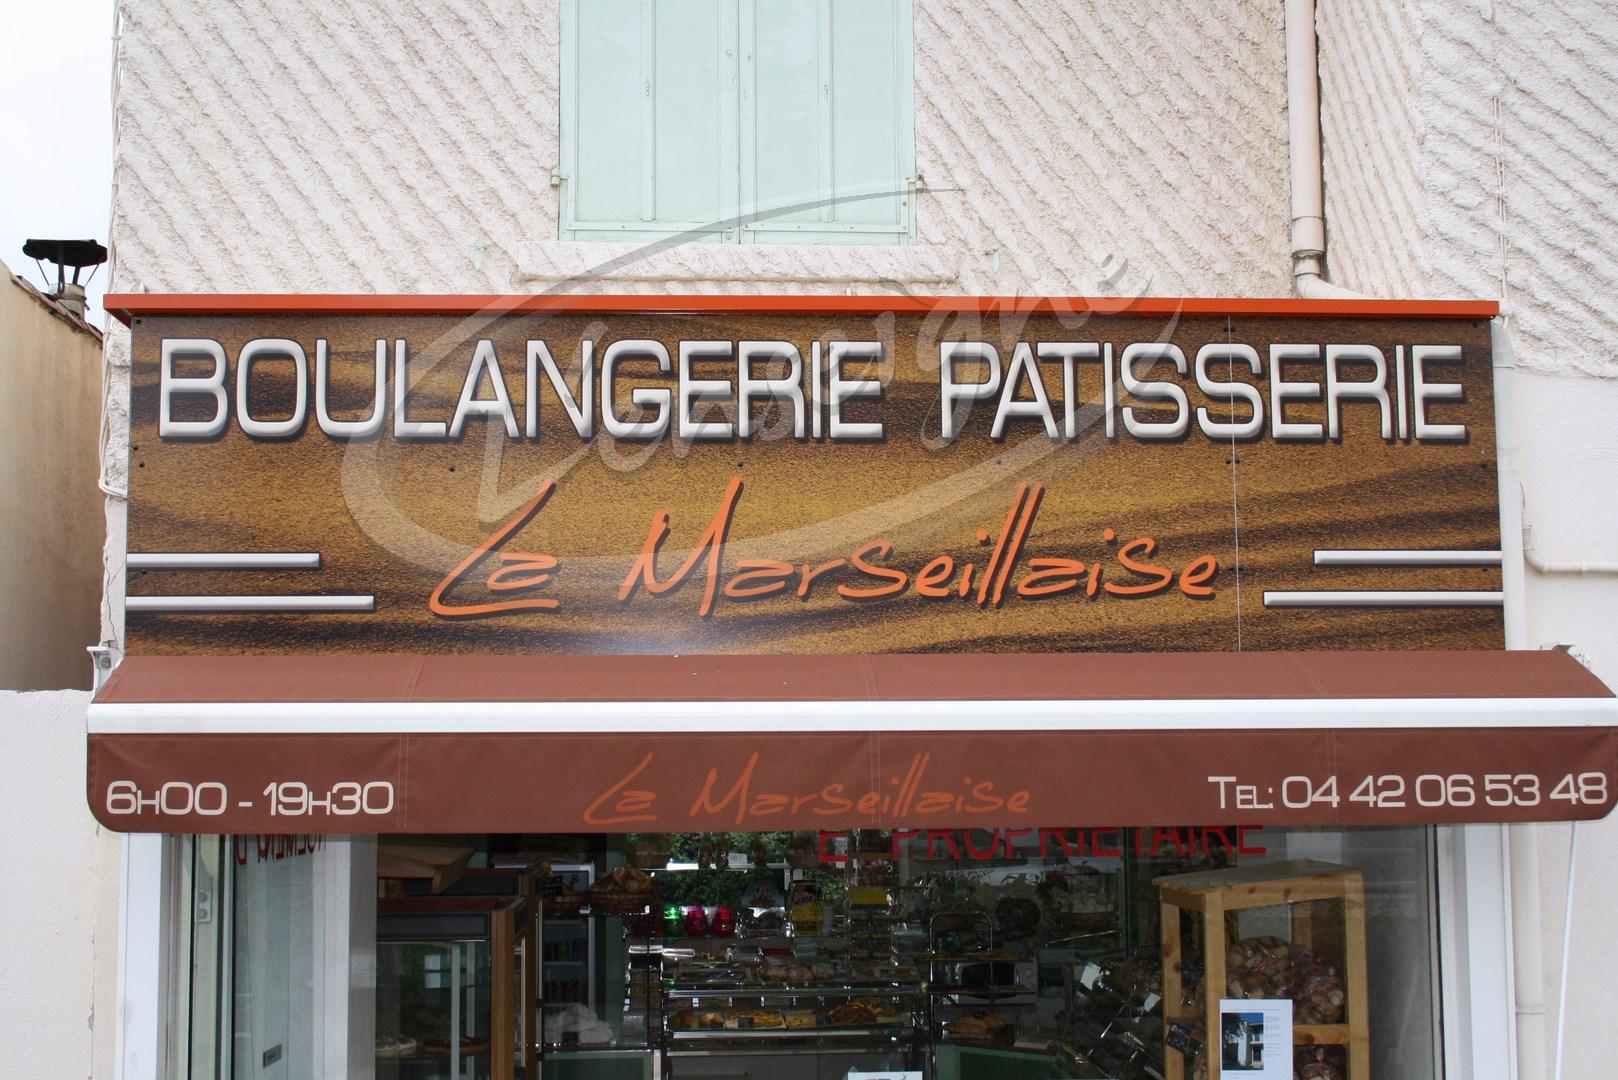 BOULANGERIE PATISSERIE
La Marseillaise
6H00 - 19H30
La Marseillaise
TEL: 04 42 06 53 48
PROPRIETAIRE